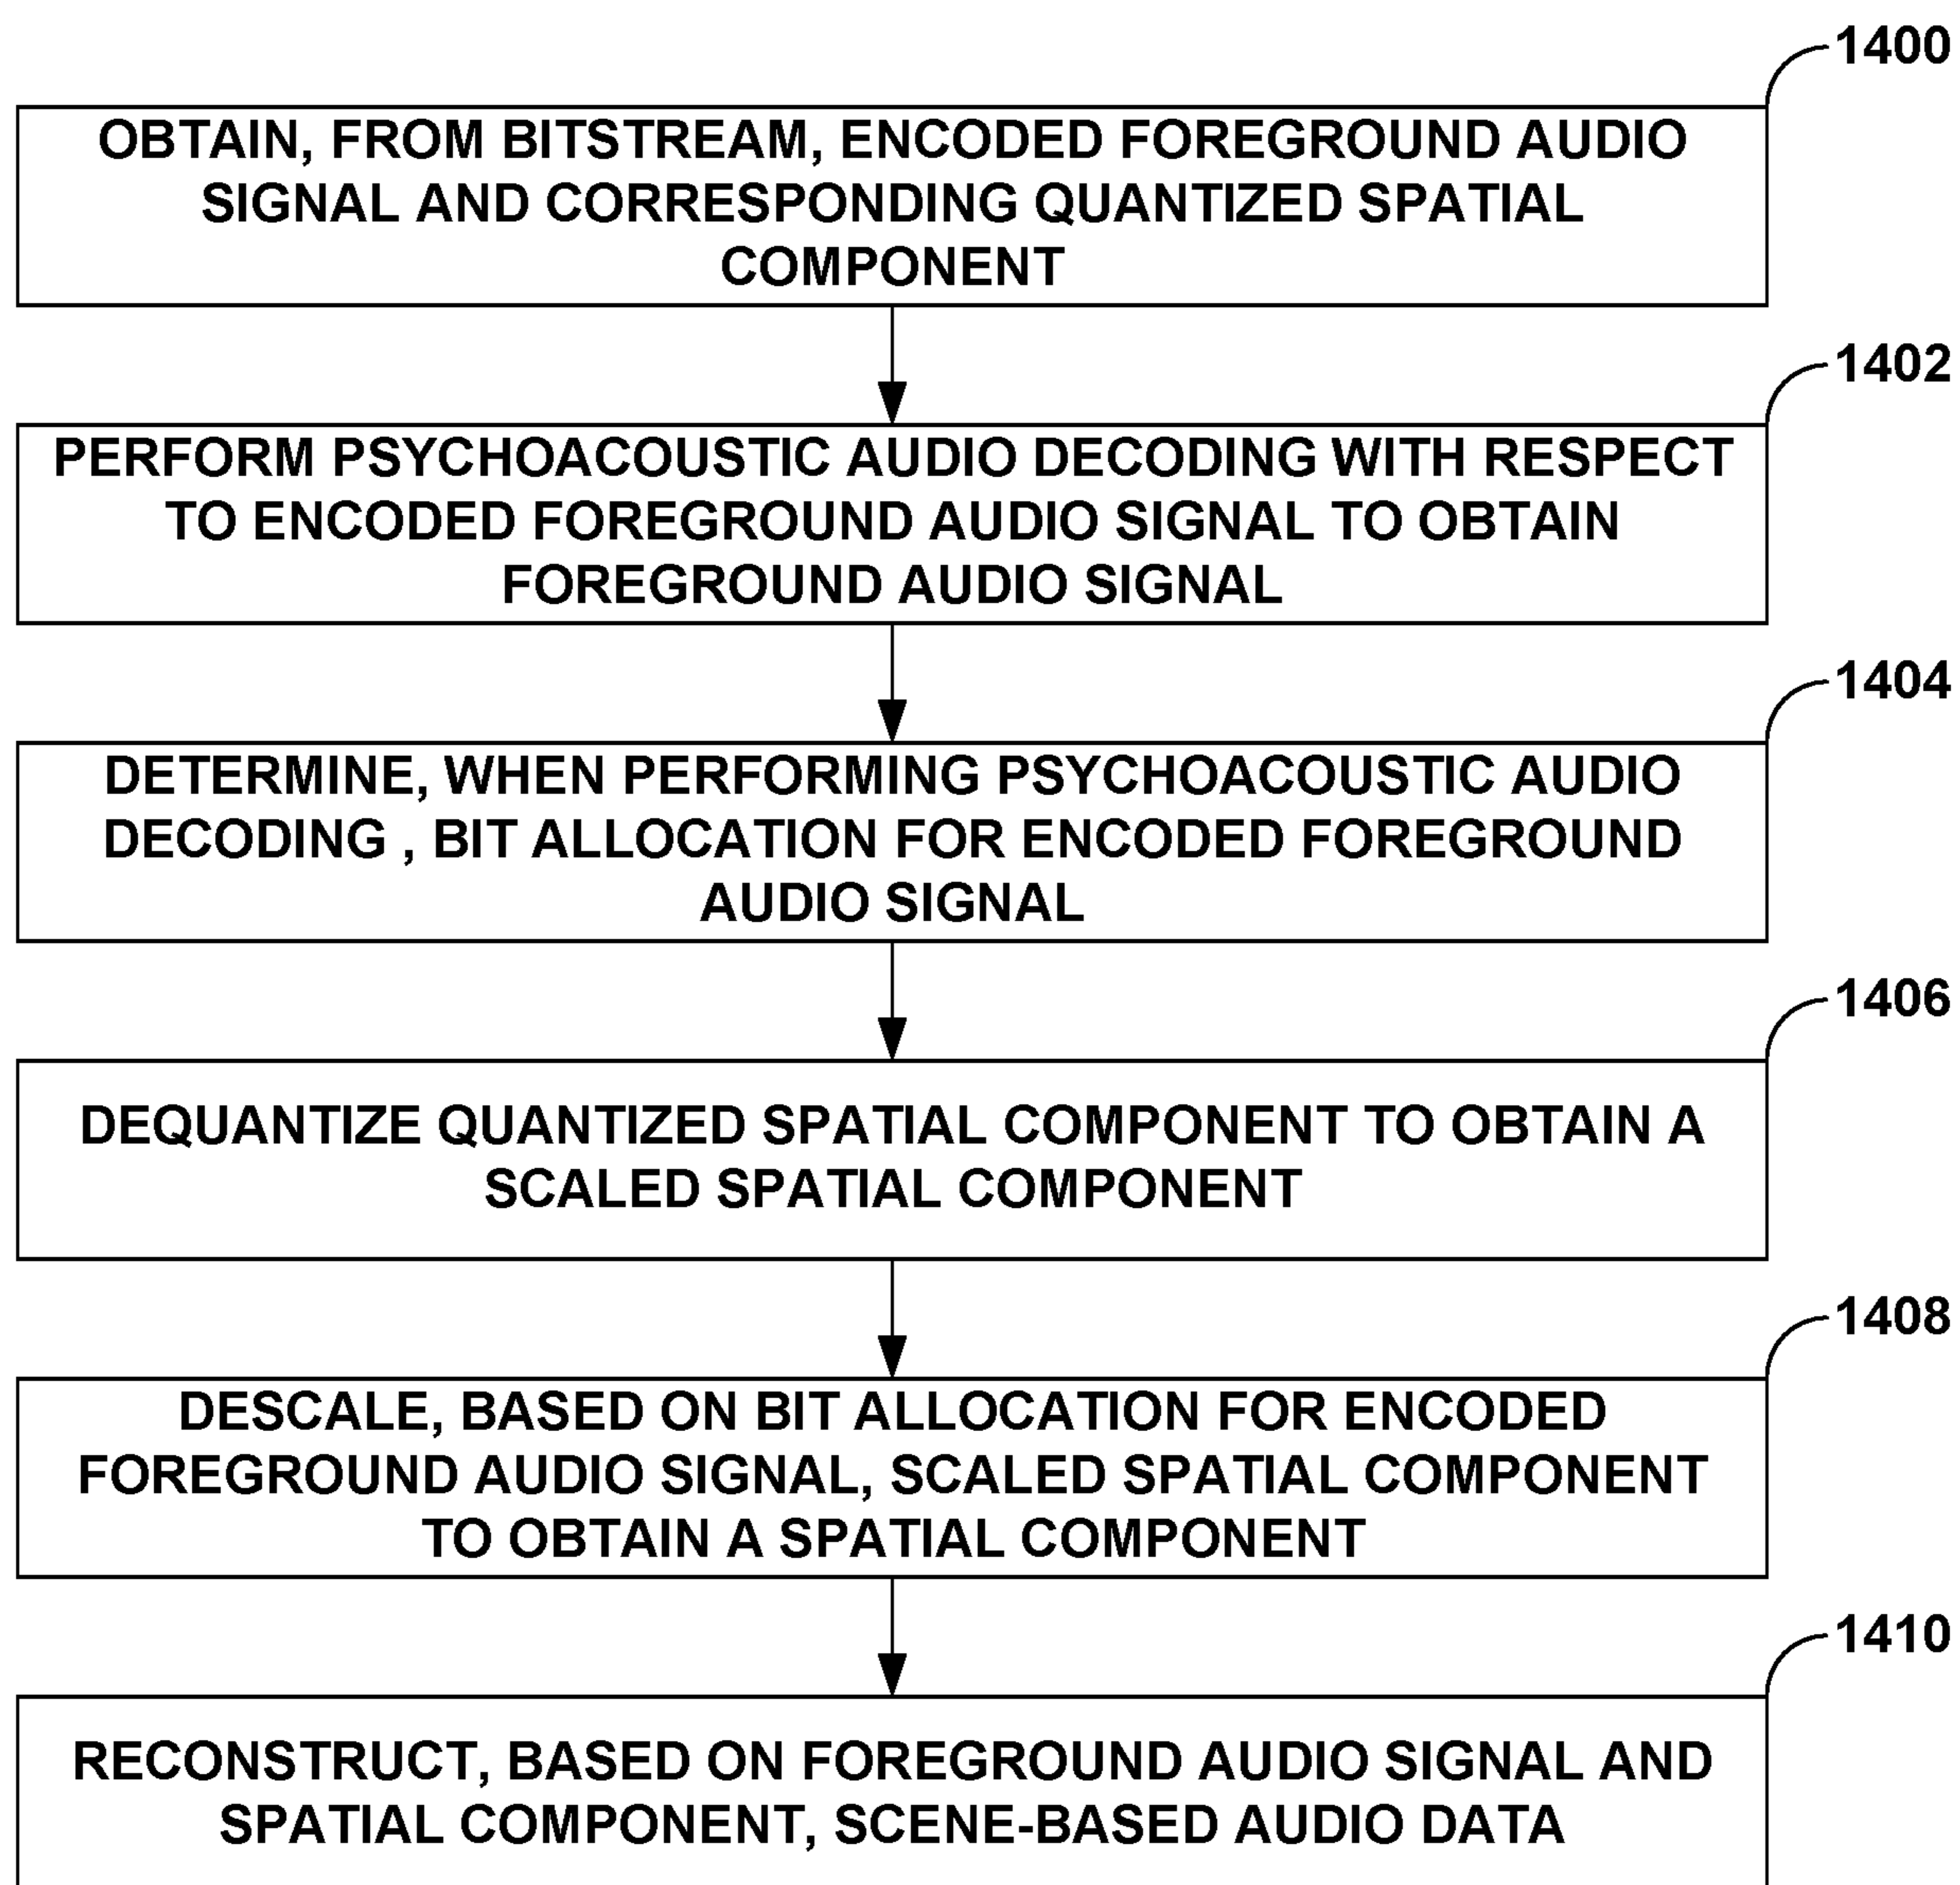 1400
OBTAIN, FROM BITSTREAM, ENCODED FOREGROUND AUDIO
SIGNAL AND CORRESPONDING QUANTIZED SPATIAL
COMPONENT
1402
PERFORM PSYCHOACOUSTIC AUDIO DECODING WITH RESPECT
TO ENCODED FOREGROUND AUDIO SIGNAL TO OBTAIN
FOREGROUND AUDIO SIGNAL
1404
DETERMINE, WHEN PERFORMING PSYCHOACOUSTIC AUDIO
DECODING , BIT ALLOCATION FOR ENCODED FOREGROUND
AUDIO SIGNAL
1406
DEQUANTIZE QUANTIZED SPATIAL COMPONENT TO OBTAIN A
SCALED SPATIAL COMPONENT
1408
DESCALE, BASED ON BIT ALLOCATION FOR ENCODED
FOREGROUND AUDIO SIGNAL, SCALED SPATIAL COMPONENT
TO OBTAIN A SPATIAL COMPONENT
1410
RECONSTRUCT, BASED ON FOREGROUND AUDIO SIGNAL AND
SPATIAL COMPONENT, SCENE-BASED AUDIO DATA